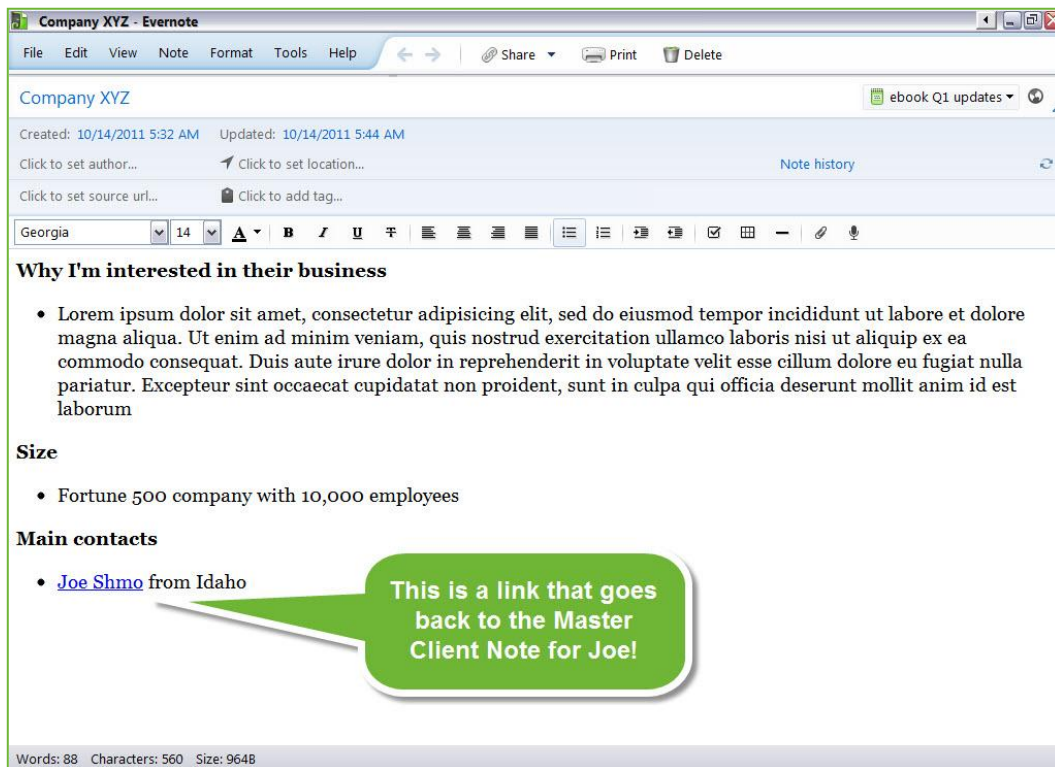 Company XYZ - Evernote
File Edit View Note Format Tools Help Share Print Delete
Company XYZ ebook Q1 updates
Created: 10/14/2011 5:32 AM Updated: 10/14/2011 5:44 AM
Click to set author... Click to set location... Note history
Click to set source url... Click to add tag...
Georgia 14 A B I U T
Why I'm interested in their business
• Lorem ipsum dolor sit amet, consectetur adipisicing elit, sed do eiusmod tempor incididunt ut labore et dolore
magna aliqua. Ut enim ad minim veniam, quis nostrud exercitation ullamco laboris nisi ut aliquip ex ea
commodo consequat. Duis aute irure dolor in reprehenderit in voluptate velit esse cillum dolore eu fugiat nulla
pariatur. Excepteur sint occaecat cupidatat non proident, sunt in culpa qui officia deserunt mollit anim id est
laborum
Size
• Fortune 500 company with 10,000 employees
Main contacts
• Joe Shmo from Idaho
This is a link that goes
back to the Master
Client Note for Joe!
Words: 88 Characters: 560 Size: 964B